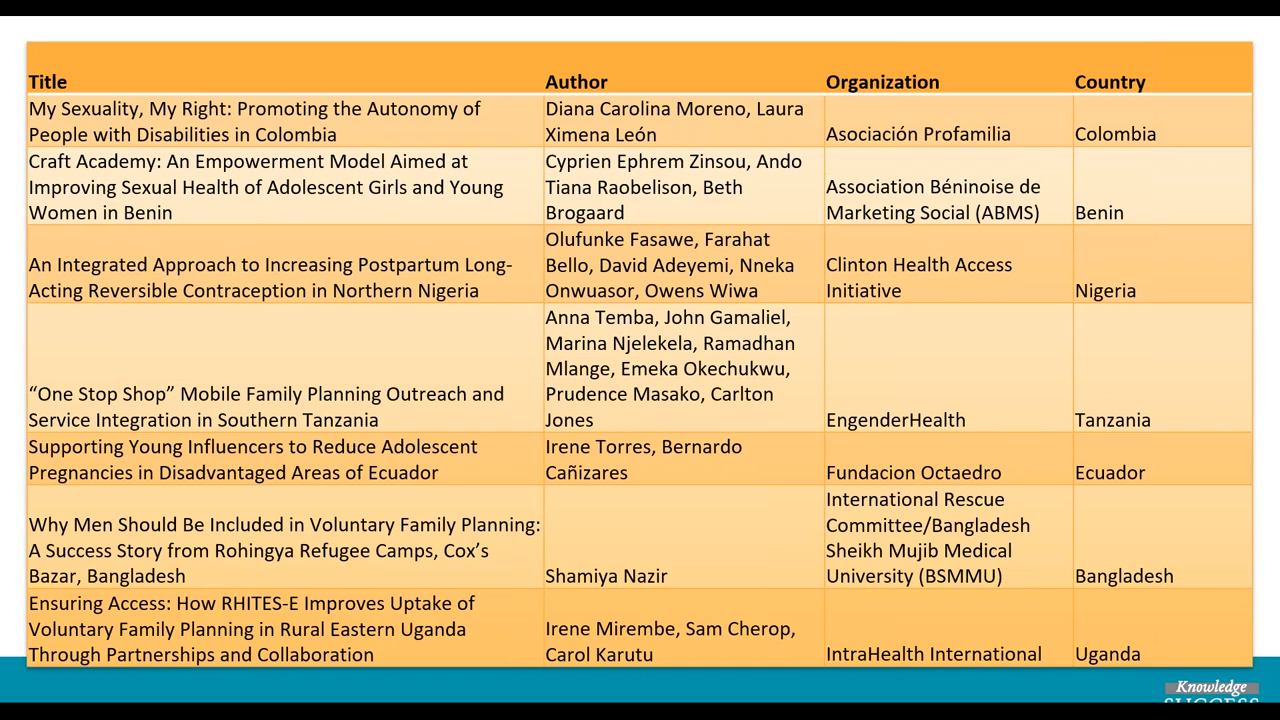 Title Author Organization Country
My Sexuality, My Right: Promoting the Autonomy of
People with Disabilities in Colombia
Diana Carolina Moreno, Laura
Ximena León
Asociación Profamilia
Colombia
Craft Academy: An Empowerment Model Aimed at
Improving Sexual Health of Adolescent Girls and Young
Women in Benin
Cyprien Ephrem Zinsou, Ando
Tiana Raobelison, Beth
Brogaard
Association Béninoise de
Marketing Social (ABMS)
Benin
An Integrated Approach to Increasing Postpartum Long-
Acting Reversible Contraception in Northern Nigeria
Olufunke Fasawe, Farahat
Bello, David Adeyemi, Nneka
Onwuasor, Owens Wiwa
Clinton Health Access
Initiative
Nigeria
“One Stop Shop” Mobile Family Planning Outreach and
Service Integration in Southern Tanzania
Anna Temba, John Gamaliel,
Marina Njelekela, Ramadhan
Mlange, Emeka Okechukwu,
Prudence Masako, Carlton
Jones
EngenderHealth
Tanzania
Supporting Young Influencers to Reduce Adolescent
Pregnancies in Disadvantaged Areas of Ecuador
Irene Torres, Bernardo
Cañizares
Fundacion Octaedro
Ecuador
Why Men Should Be Included in Voluntary Family Planning:
A Success Story from Rohingya Refugee Camps, Cox’s
Bazar, Bangladesh
Shamiya Nazir
International Rescue
Committee/Bangladesh
Sheikh Mujib Medical
University (BSMMU)
Bangladesh
Ensuring Access: How RHITES-E Improves Uptake of
Voluntary Family Planning in Rural Eastern Uganda
Through Partnerships and Collaboration
Irene Mirembe, Sam Cherop,
Carol Karutu
IntraHealth International
Uganda
Knowledge
SUCCESS